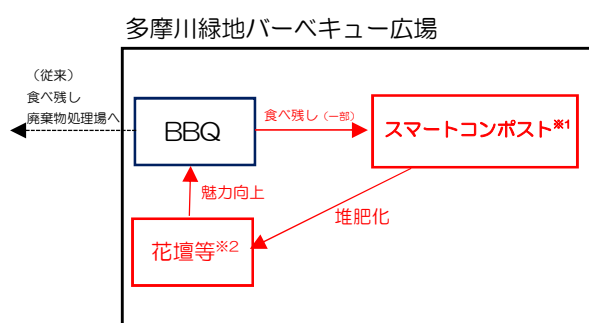 多摩川緑地バーベキュー広場
（従来）
食べ残し
廃棄物処理場へ
BBQ
食べ残し（一部）
スマートコンポスト※1
魅力向上
堆肥化
花壇等※2